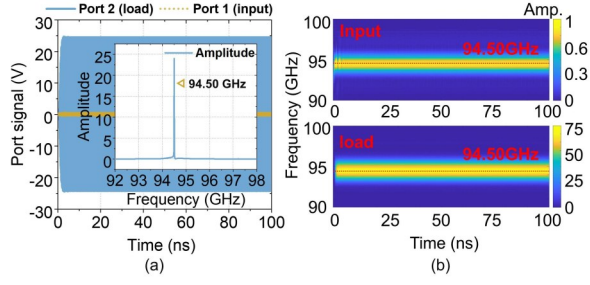 Port 2 (load) Port 1 (input)
30
20
10
0
-10
-20
-30
Port signal (V)
0 20 40 60 80 100
Time (ns)
(a)
Amplitude
94.50 GHz
Amplitude
25
20
15
10
5
0
92 93 94 95 96 97 98
Frequency (GHz)
Amp.
100
95
90
Input
94.50GHz
1
0.6
0.3
0
0 25 50 75 100
Frequency (GHz)
100
95
90
load
94.50GHz
75
50
25
0
0 25 50 75 100
Time (ns)
(b)